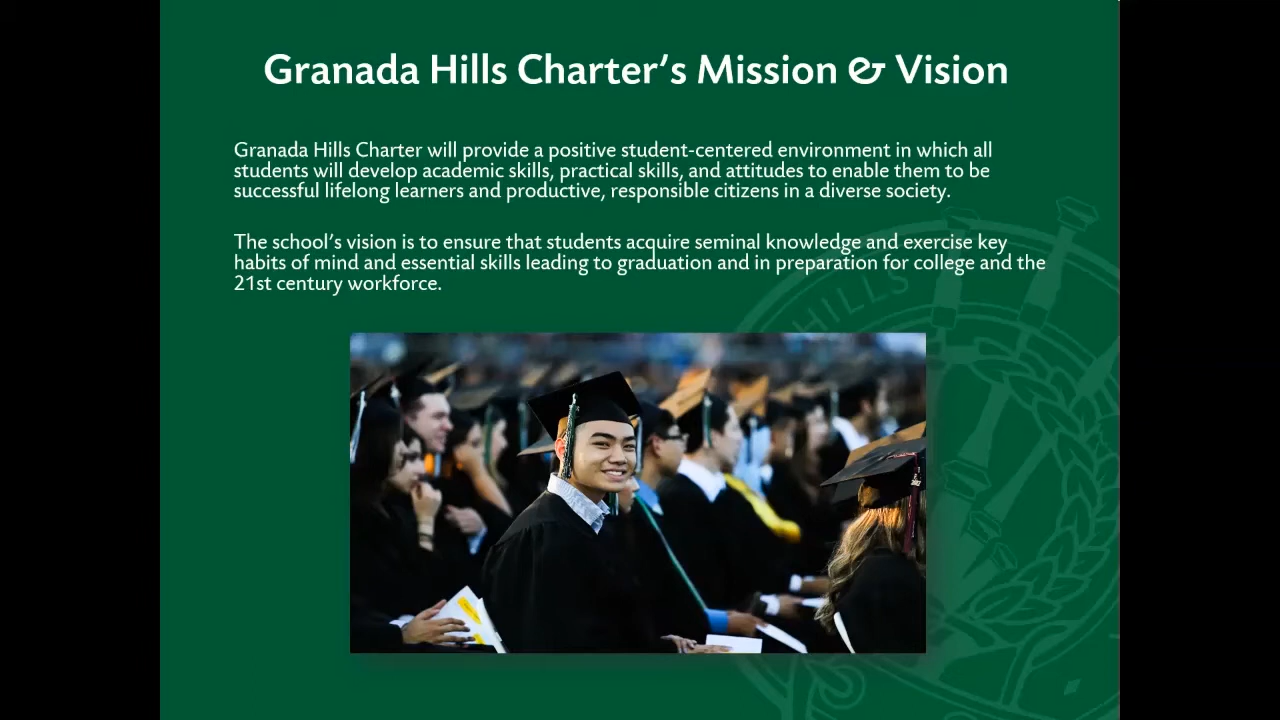 Granada Hills Charter’s Mission & Vision
Granada Hills Charter will provide a positive student-centered environment in which all
students will develop academic skills, practical skills, and attitudes to enable them to be
successful lifelong learners and productive, responsible citizens in a diverse society.
The school’s vision is to ensure that students acquire seminal knowledge and exercise key
habits of mind and essential skills leading to graduation and in preparation for college and the
21st century workforce.
HILLS